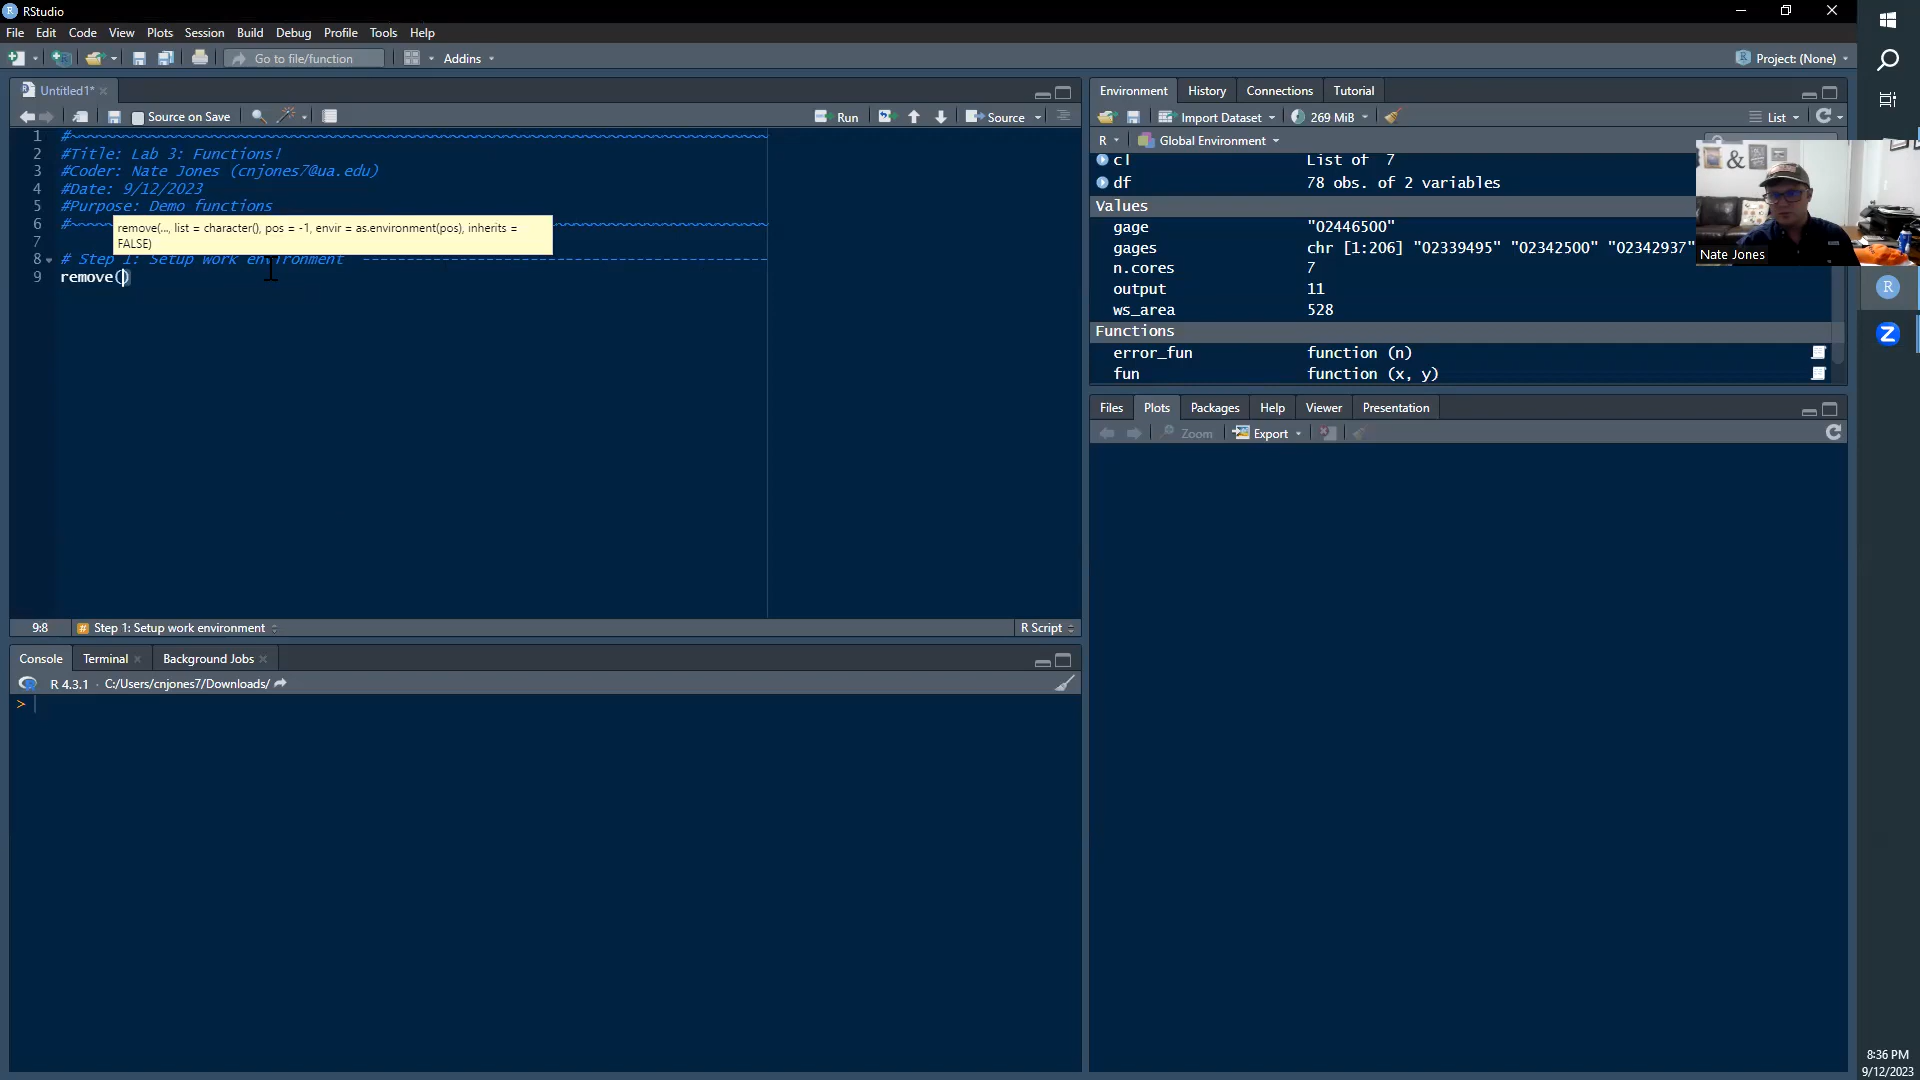 RStudio
File Edit Code View Plots Session Build Debug Profile Tools Help
Go to file/function Addins Project: (None)
Untitled1*
Source on Save Run Source
1 #~~~~~~~~~~~~~~~~~~~~~~~~~~~~~~~~~~~~~~~~~~~~~~~~~~~~~~~~~~~~~~~~~~~~~~~~~~~~~~~
2 #Title: Lab 3: Functions!
3 #Coder: Nate Jones (cnjones7@ua.edu)
4 #Date: 9/12/2023
5 #Purpose: Demo functions
6 #~~~~~~~~~~~~~~~~~~~~~~~~~~~~~~~~~~~~~~~~~~~~~~~~~~~~~~~~~~~~~~~~~~~~~~~~~~~~~~~
remove(..., list = character(), pos = -1, envir = as.environment(pos), inherits =
FALSE)
7
8 # Step 1: Setup work environment ----------------------------------------------
9 remove()
9:8 # Step 1: Setup work environment R Script
Console Terminal Background Jobs
R 4.3.1 · C:/Users/cnjones7/Downloads/
>
Environment History Connections Tutorial
Import Dataset 269 MiB List
R Global Environment
cl List of 7
df 78 obs. of 2 variables
Values
gage "02446500"
gages chr [1:206] "02339495" "02342500" "02342937"
n.cores 7
output 11
ws_area 528
Functions
error_fun function (n)
fun function (x, y)
Files Plots Packages Help Viewer Presentation
Zoom Export
&
Nate Jones
R
Z
8:36 PM
9/12/2023